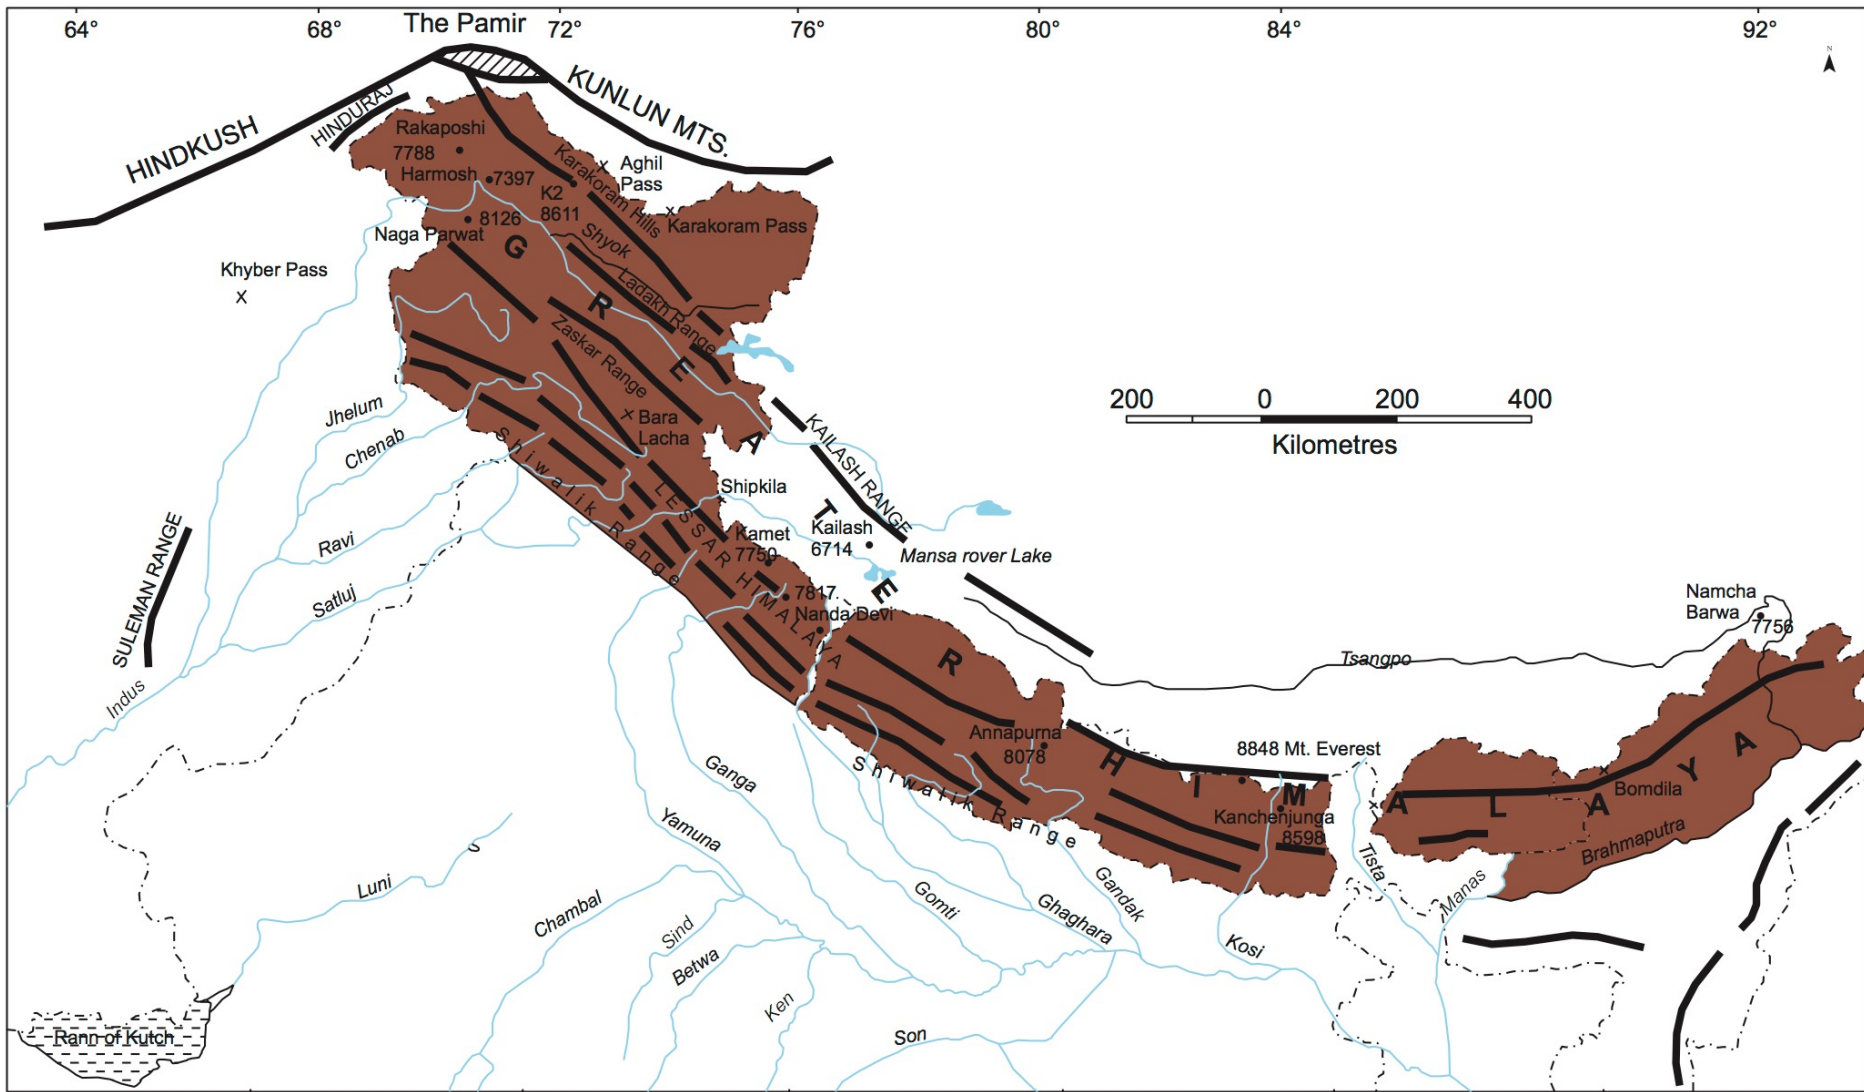 64°
68°
The Pamir
72°
76°
80°
84°
92°
N
HINDKUSH
HINDURAJ
KUNLUN MTS.
Rakaposhi
7788
Harmosh
7397
K2
8611
Karakoram Hills
Aghil
Pass
8126
Naga Parwat
Shyok
Karakoram Pass
Khyber Pass
Ladakh Range
Zaskar Range
Bara
Lacha
GREATER HIMALAYA
KAILASH RANGE
200 0 200 400
Kilometres
Jhelum
Chenab
Shiwalik Range
LESSAR HIMALAYA
Shipkila
Kamet
7750
Kailash
6714
Mansa rover Lake
SULEMAN RANGE
Ravi
Satluj
Indus
7817
Nanda Devi
Namcha
Barwa
7756
Tsangpo
Annapurna
8078
8848 Mt. Everest
Kanchenjunga
8598
Bomdila
Brahmaputra
Shiwalik Range
Ganga
Yamuna
Luni
Chambal
Sind
Betwa
Ken
Son
Gomti
Ghaghara
Gandak
Kosi
Tista
Manas
Rann of Kutch